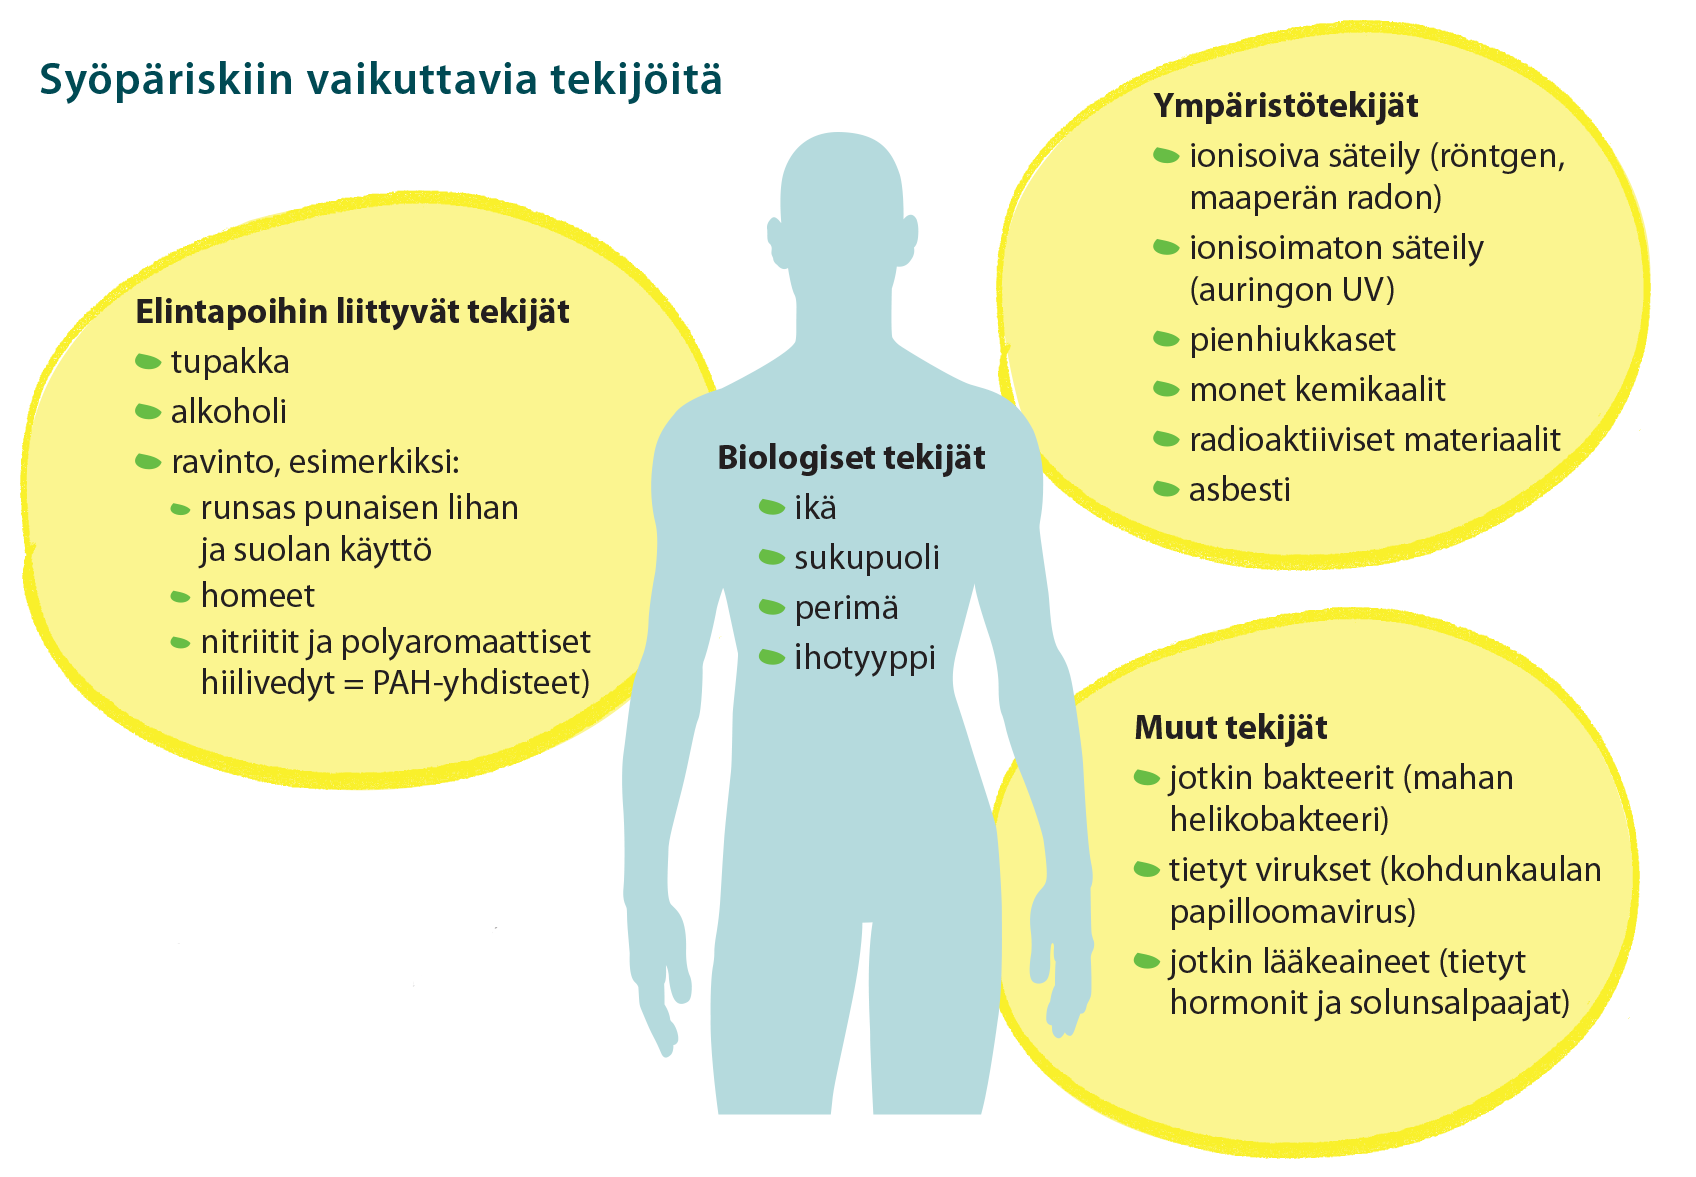 Syöpäriskiin vaikuttavia tekijöitä
Elintapoihin liittyvät tekijät
tupakka
alkoholi
ravinto, esimerkiksi:
runsas punaisen lihan
ja suolan käyttö
homeet
nitriitit ja polyaromaattiset
hiilivedyt = PAH-yhdisteet)
Biologiset tekijät
ikä
sukupuoli
perimä
ihotyyppi
Ympäristötekijät
ionisoiva säteily (röntgen,
maaperän radon)
ionisoimaton säteily
(auringon UV)
pienhiukkaset
monet kemikaalit
radioaktiiviset materiaalit
asbesti
Muut tekijät
jotkin bakteerit (mahan
helikobakteeri)
tietyt virukset (kohdunkaulan
papilloomavirus)
jotkin lääkeaineet (tietyt
hormonit ja solunsalpaajat)